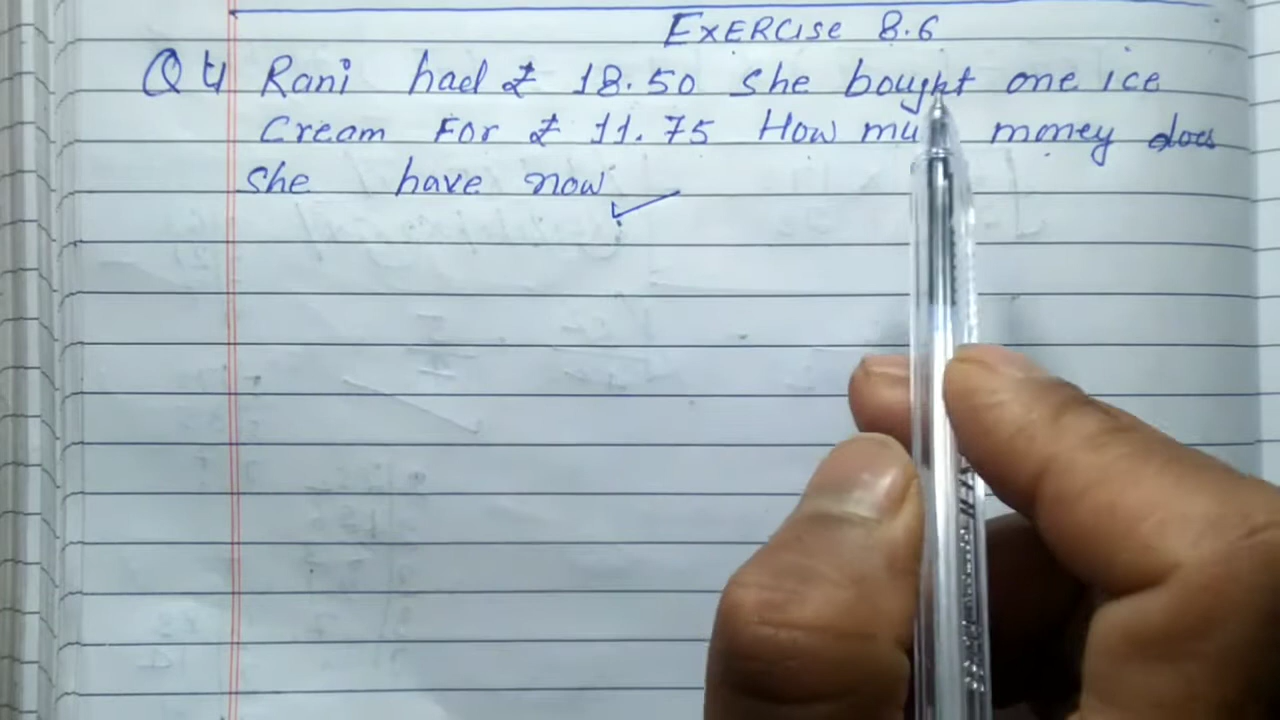 EXERCISE 8.6
Q 4 Rani had ₹ 18.50 She bought one ice
Cream For ₹ 11.75 How money does
she have now